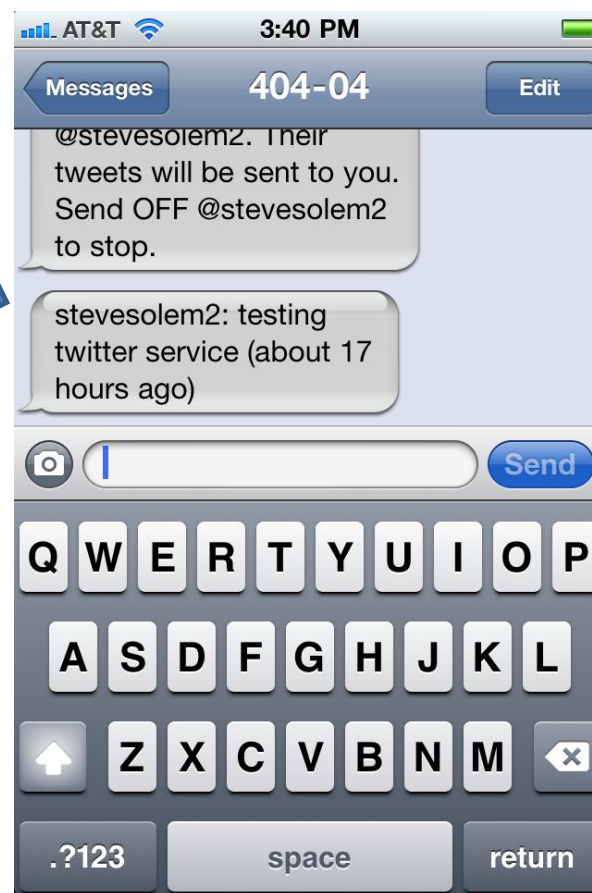 AT&T 3:40 PM
Messages 404-04 Edit
@stevesolem2. Their
tweets will be sent to you.
Send OFF @stevesolem2
to stop.
stevesolem2: testing
twitter service (about 17
hours ago)
Send
Q W E R T Y U I O P
A S D F G H J K L
Z X C V B N M
.?123 space return